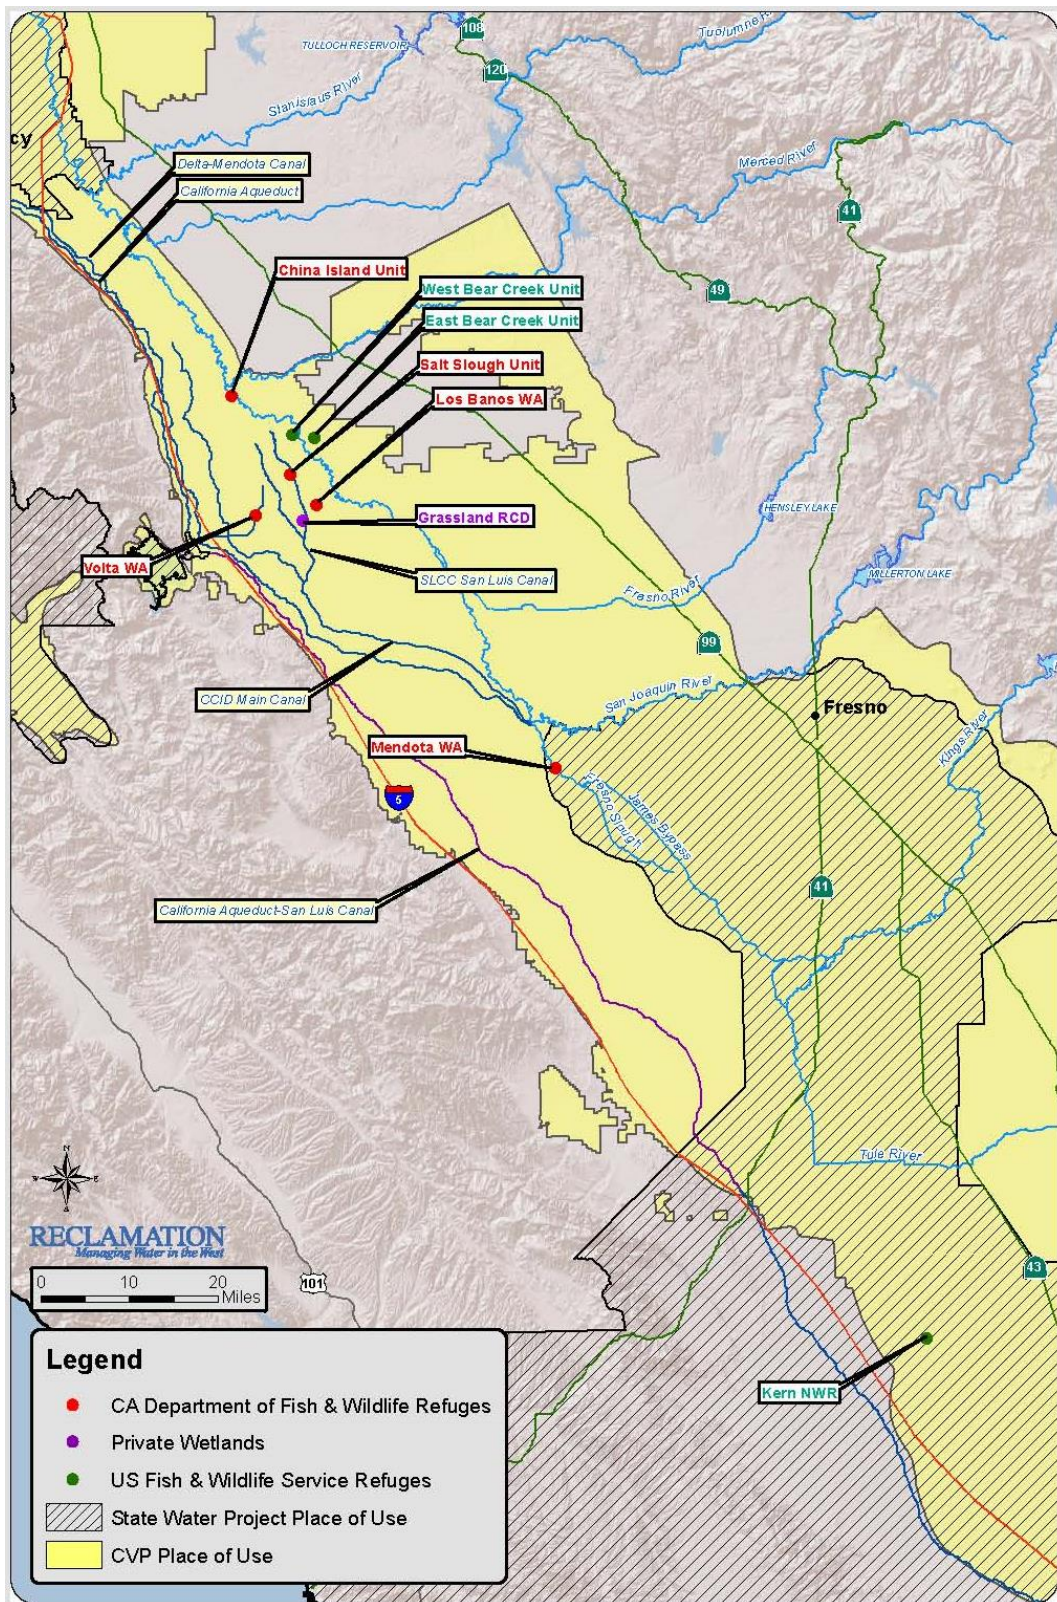 108
TULLOCH RESERVOIR
120
Stanislaus River
cy
Merced River
Delta-Mendota Canal
California Aqueduct
41
China Island Unit
West Bear Creek Unit
49
East Bear Creek Unit
Salt Slough Unit
Los Banos WA
HENSLEY LAKE
Grassland RCD
Volta WA
SLCC San Luis Canal
MILLERTON LAKE
Fresno River
99
CCID Main Canal
San Joaquin River
Fresno
Kings River
Mendota WA
Fresno Slough
James Bypass
5
41
California Aqueduct-San Luis Canal
Tule River
N
W E
S
RECLAMATION
Managing Water in the West
0 10 20
Miles
101
43
Legend
CA Department of Fish & Wildlife Refuges
Private Wetlands
US Fish & Wildlife Service Refuges
State Water Project Place of Use
CVP Place of Use
Kern NWR